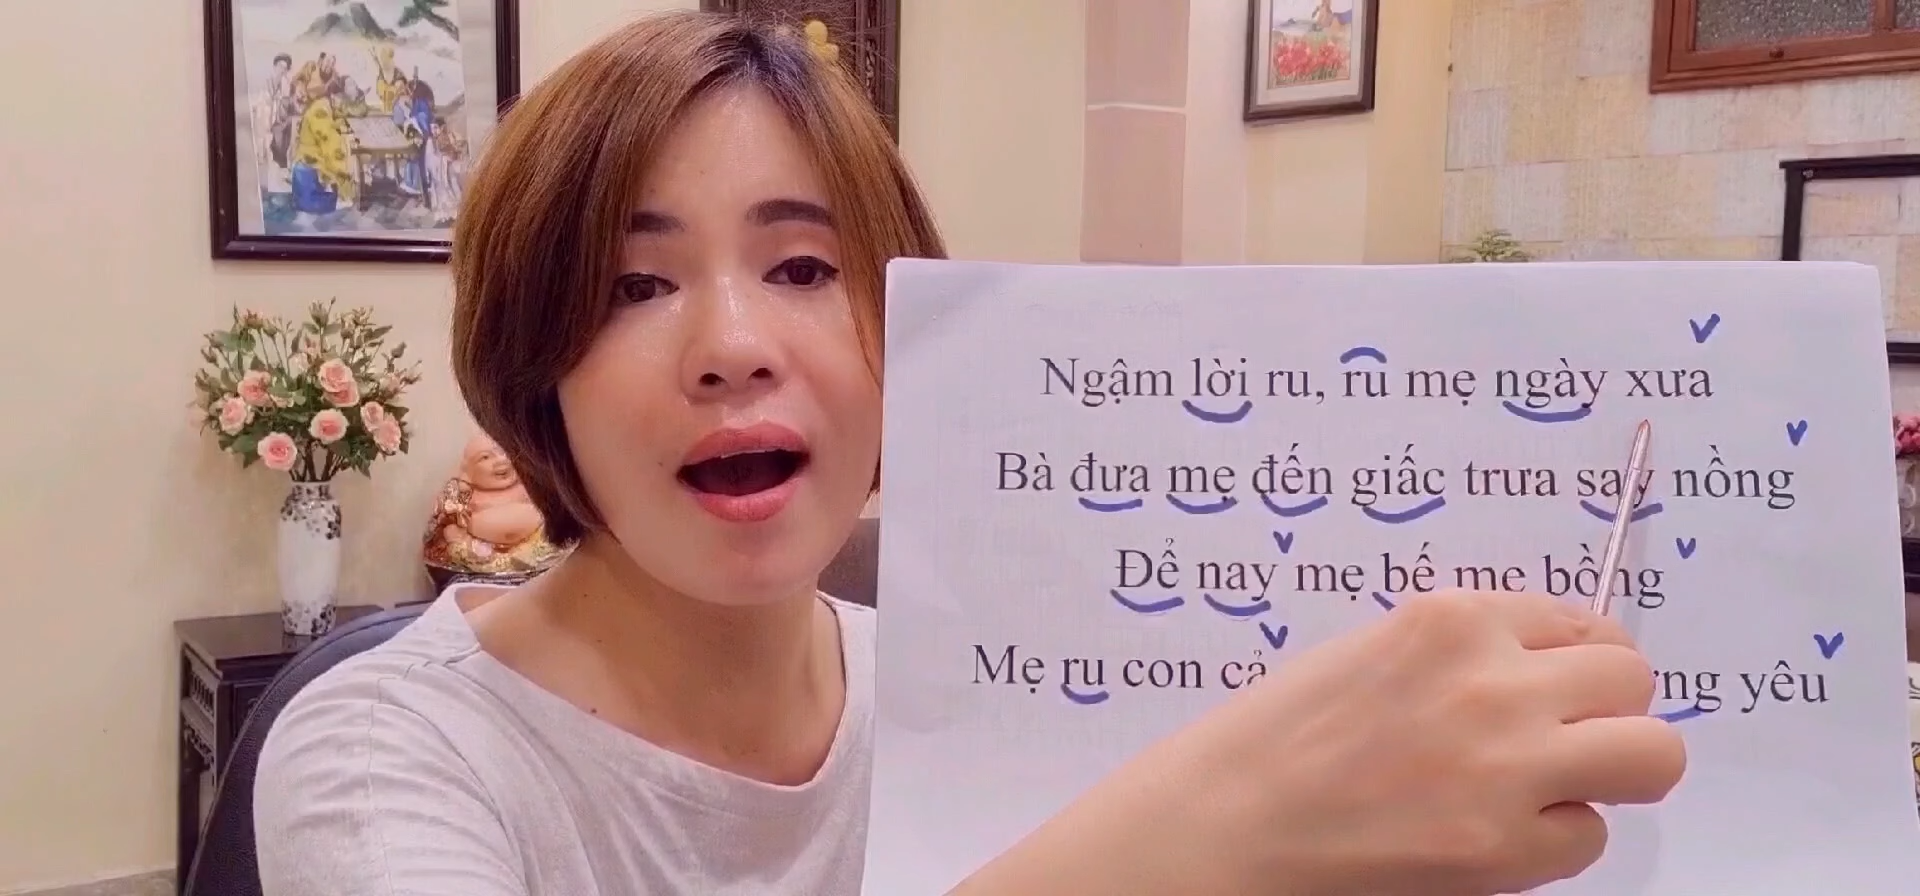 Ngậm lời ru, ru mẹ ngày xưa
Bà đưa mẹ đến giấc trưa say nồng
Để nay mẹ bế mẹ bồng
Mẹ ru con cả yêu